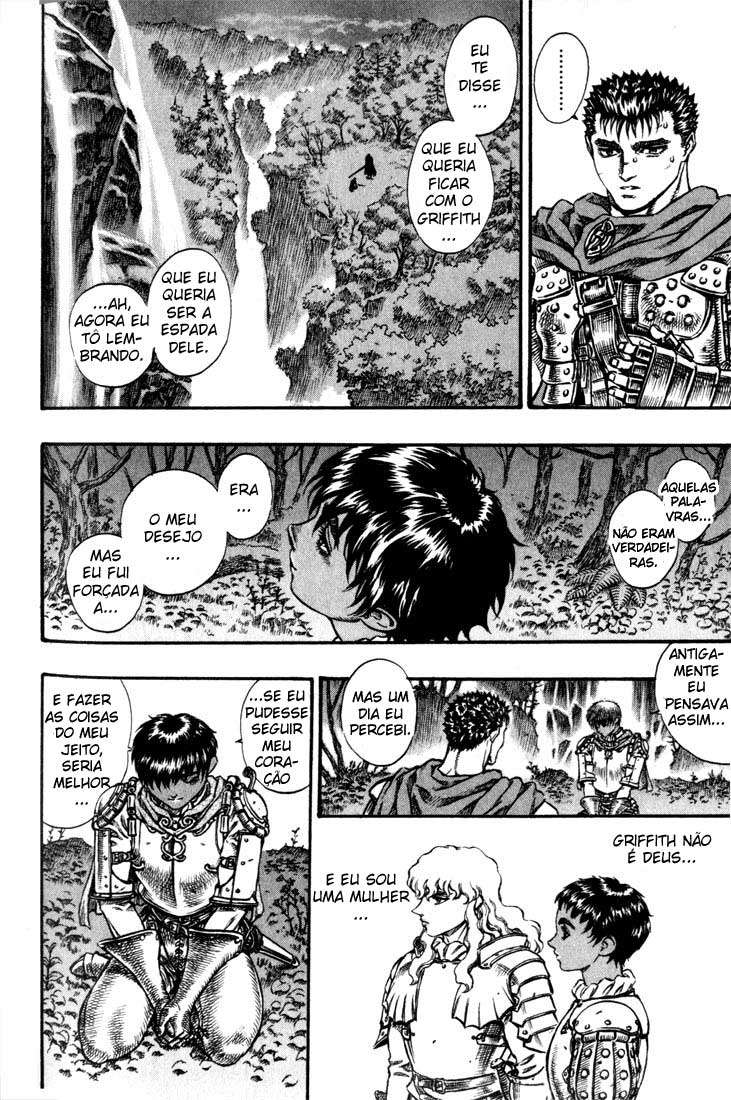 .........
EU
TE
DISSE
...
QUE EU
QUERIA
FICAR
COM O
GRIFFITH
...
QUE EU
QUERIA
SER A
ESPADA
DELE.
...AH,
AGORA EU
TÔ LEM-
BRANDO.
AQUELAS
PALA-
VRAS...
NÃO ERAM
VERDADEI-
RAS.
ERA
...
O MEU
DESEJO
...
MAS
EU FUI
FORÇADA
A...
ANTIGA-
MENTE
EU
PENSAVA
ASSIM...
MAS UM
DIA EU
PERCEBI.
...SE EU
PUDESSE
SEGUIR
MEU
CORA-
ÇÃO
E FAZER
AS COISAS
DO MEU
JEITO,
SERIA
MELHOR
...
GRIFFITH NÃO
É DEUS...
E EU SOU
UMA MULHER
...